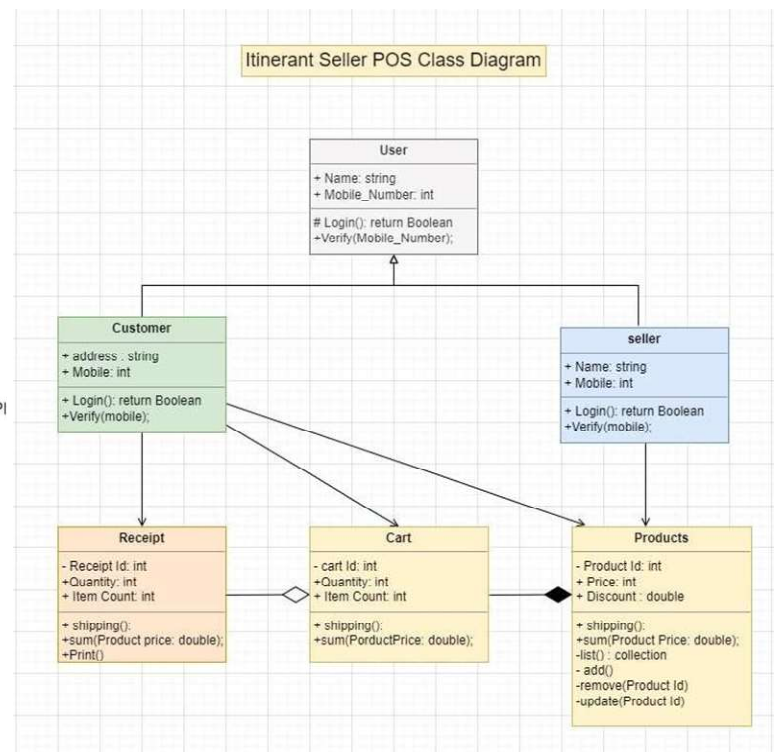 Itinerant Seller POS Class Diagram
User
+ Name: string
+ Mobile_Number: int
# Login(): return Boolean
+Verify(Mobile_Number);
Customer
+ address : string
+ Mobile: int
+ Login(): return Boolean
+Verify(mobile);
seller
+ Name: string
+ Mobile: int
+ Login(): return Boolean
+Verify(mobile);
Receipt
- Receipt Id: int
+Quantity: int
+ Item Count: int
+ shipping():
+sum(Product price: double);
+Print()
Cart
- cart Id: int
+Quantity: int
+ Item Count: int
+ shipping():
+sum(PorductPrice: double);
Products
- Product Id: int
+ Price: int
+ Discount : double
+ shipping():
+sum(Product Price: double);
-list() : collection
- add()
-remove(Product Id)
-update(Product Id)